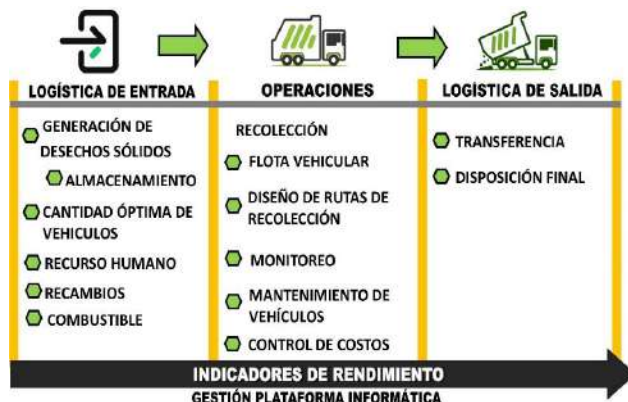 LOGÍSTICA DE ENTRADA
GENERACIÓN DE
DESECHOS SÓLIDOS
ALMACENAMIENTO
CANTIDAD ÓPTIMA DE
VEHICULOS
RECURSO HUMANO
RECAMBIOS
COMBUSTIBLE
OPERACIONES
RECOLECCIÓN
FLOTA VEHICULAR
DISEÑO DE RUTAS DE
RECOLECCIÓN
MONITOREO
MANTENIMIENTO DE
VEHÍCULOS
CONTROL DE COSTOS
LOGÍSTICA DE SALIDA
TRANSFERENCIA
DISPOSICIÓN FINAL
INDICADORES DE RENDIMIENTO
GESTIÓN PLATAFORMA INFORMÁTICA